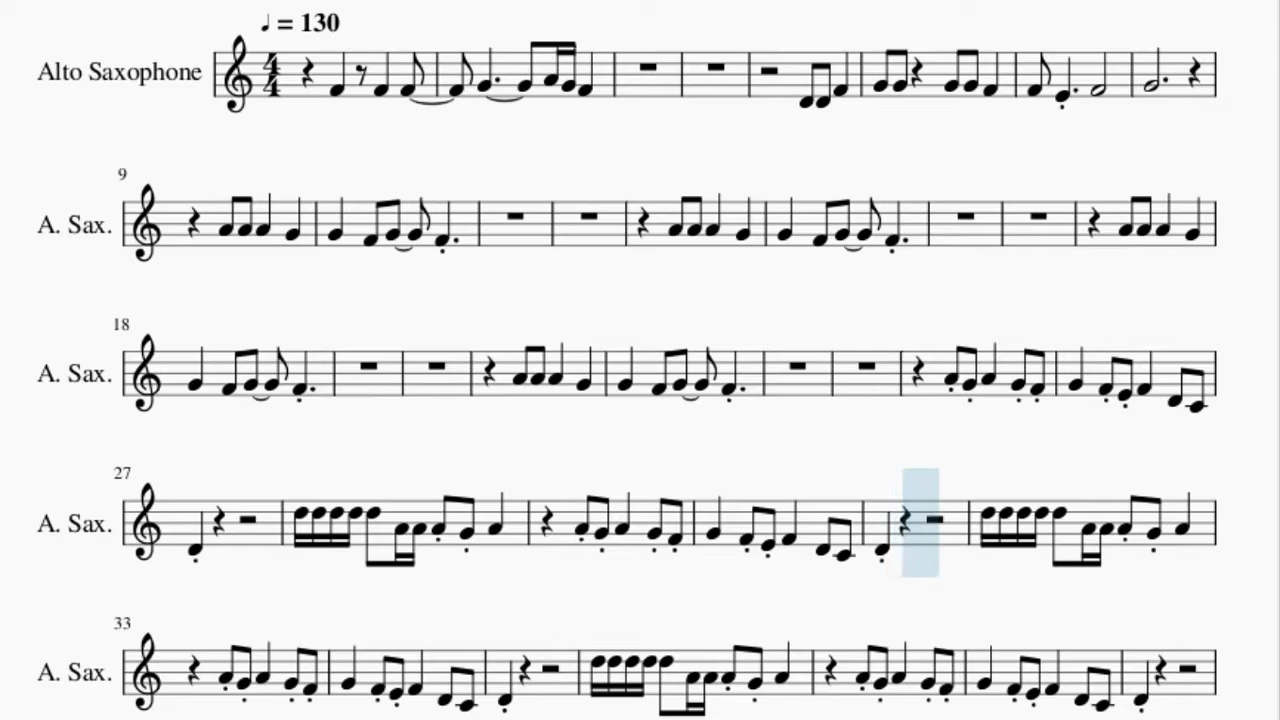 ♩ = 130
Alto Saxophone
4
4
9
A. Sax.
18
A. Sax.
27
A. Sax.
33
A. Sax.